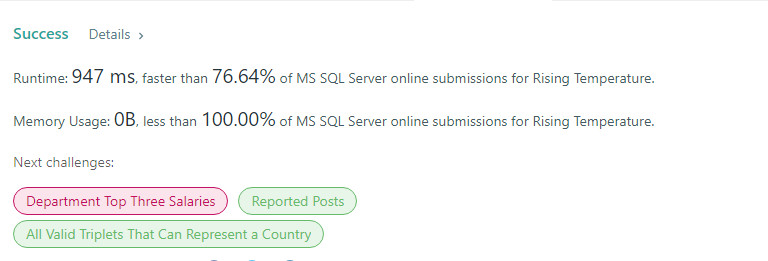 Success Details >
Runtime: 947 ms, faster than 76.64% of MS SQL Server online submissions for Rising Temperature.
Memory Usage: 0B, less than 100.00% of MS SQL Server online submissions for Rising Temperature.
Next challenges:
Department Top Three Salaries Reported Posts
All Valid Triplets That Can Represent a Country